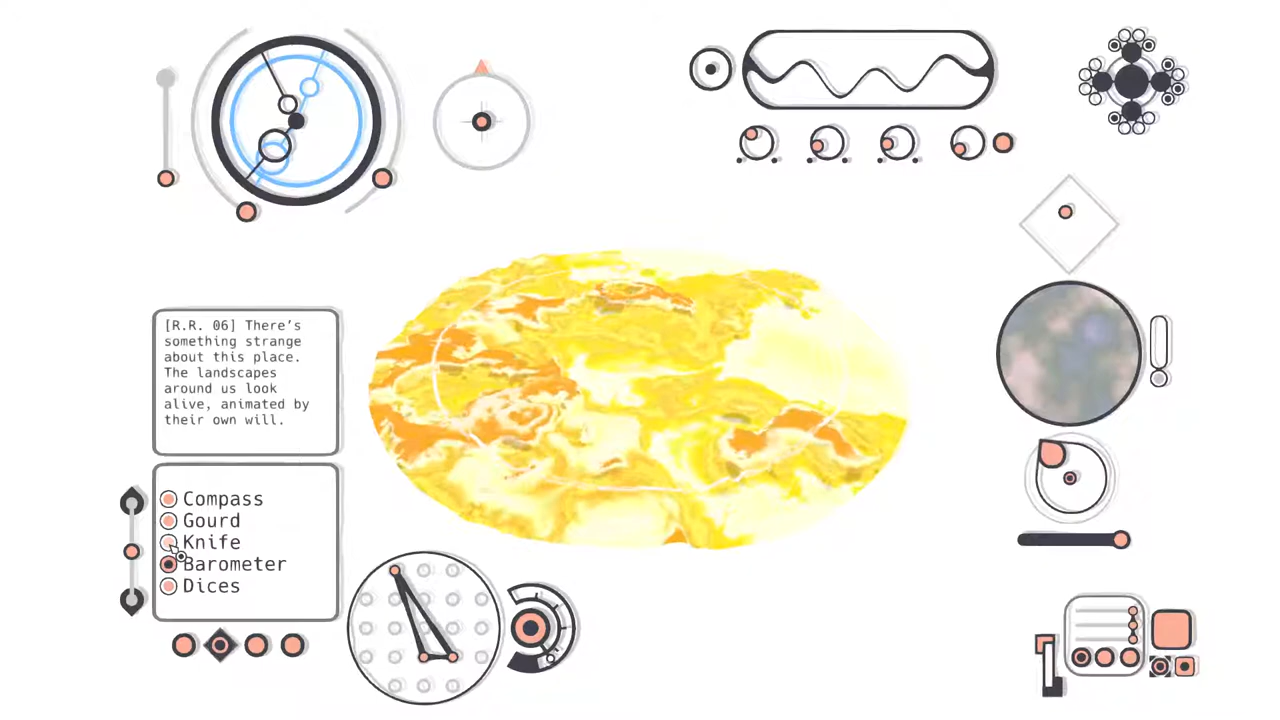 [R.R. 06] There's
something strange
about this place.
The landscapes
around us look
alive, animated by
their own will.
Compass
Gourd
Knife
Barometer
Dices